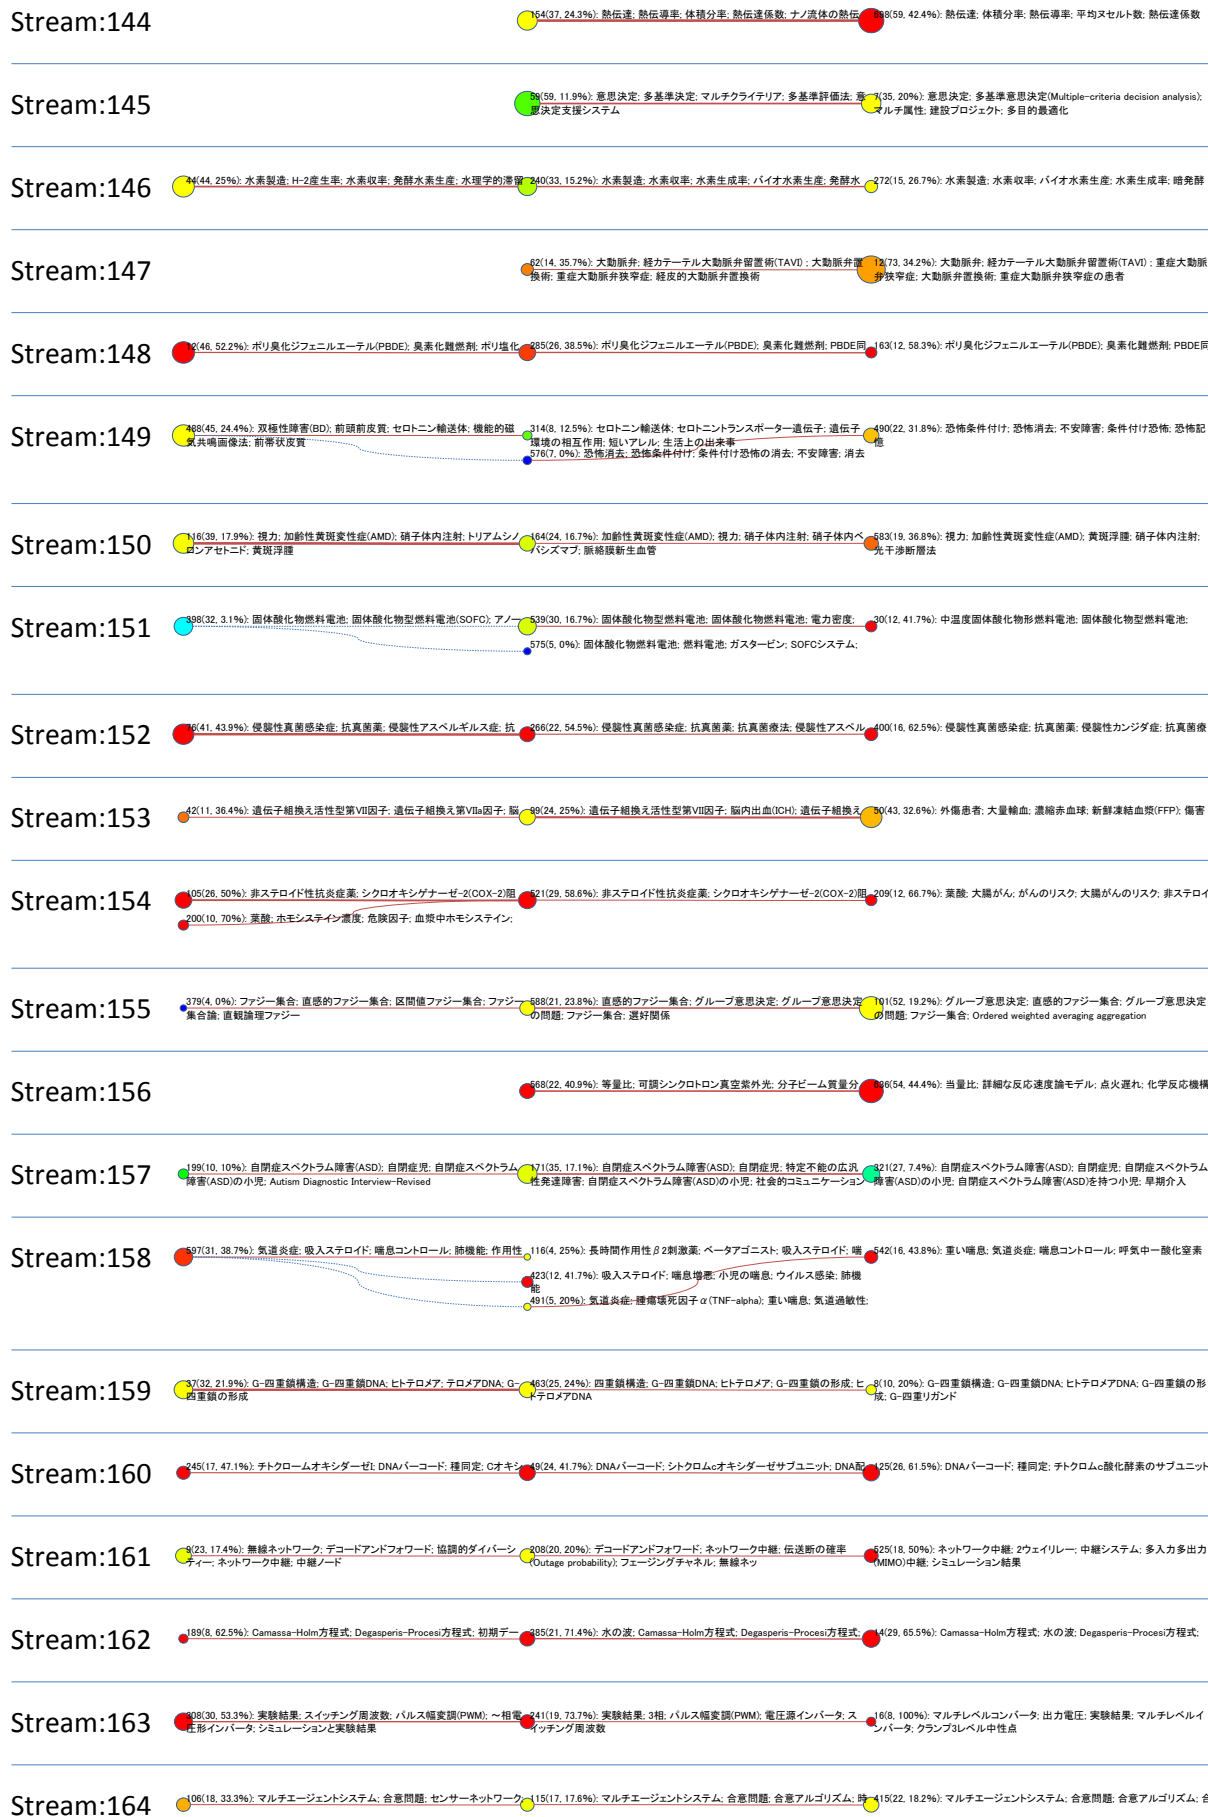 Stream:144
154(37, 24.3%): 熱伝達; 熱伝導率; 体積分率; 熱伝達係数; ナノ流体の熱伝
698(59, 42.4%): 熱伝達; 体積分率; 熱伝導率; 平均ヌセルト数; 熱伝達係数
Stream:145
59(59, 11.9%): 意思決定; 多基準決定; マルチクライテリア; 多基準評価法; 意
思決定支援システム
7(35, 20%): 意思決定; 多基準意思決定(Multiple-criteria decision analysis);
マルチ属性; 建設プロジェクト; 多目的最適化
Stream:146
44(44, 25%): 水素製造; H-2産生率; 水素収率; 発酵水素生産; 水理学的滞留
240(33, 15.2%): 水素製造; 水素収率; 水素生成率; バイオ水素生産; 発酵水
272(15, 26.7%): 水素製造; 水素収率; バイオ水素生産; 水素生成率; 暗発酵
Stream:147
62(14, 35.7%): 大動脈弁; 経カテーテル大動脈弁留置術(TAVI) ; 大動脈弁置
換術; 重症大動脈弁狭窄症; 経皮的大動脈弁置換術
12(73, 34.2%): 大動脈弁; 経カテーテル大動脈弁留置術(TAVI) ; 重症大動脈
弁狭窄症; 大動脈弁置換術; 重症大動脈弁狭窄症の患者
Stream:148
12(46, 52.2%): ポリ臭化ジフェニルエーテル(PBDE); 臭素化難燃剤; ポリ塩化
285(26, 38.5%): ポリ臭化ジフェニルエーテル(PBDE); 臭素化難燃剤; PBDE同
163(12, 58.3%): ポリ臭化ジフェニルエーテル(PBDE); 臭素化難燃剤; PBDE同
Stream:149
488(45, 24.4%): 双極性障害(BD); 前頭前皮質; セロトニン輸送体; 機能的磁
気共鳴画像法; 前帯状皮質
314(8, 12.5%): セロトニン輸送体; セロトニントランスポーター遺伝子; 遺伝子
環境の相互作用; 短いアレル; 生活上の出来事
576(7, 0%): 恐怖消去; 恐怖条件付け; 条件付け恐怖の消去; 不安障害; 消去
490(22, 31.8%): 恐怖条件付け; 恐怖消去; 不安障害; 条件付け恐怖; 恐怖記
憶
Stream:150
116(39, 17.9%): 視力; 加齢性黄斑変性症(AMD); 硝子体内注射; トリアムシノ
ロンアセトニド; 黄斑浮腫
164(24, 16.7%): 加齢性黄斑変性症(AMD); 視力; 硝子体内注射; 硝子体内ベ
バシズマブ; 脈絡膜新生血管
583(19, 36.8%): 視力; 加齢性黄斑変性症(AMD); 黄斑浮腫; 硝子体内注射;
光干渉断層法
Stream:151
398(32, 3.1%): 固体酸化物燃料電池; 固体酸化物型燃料電池(SOFC); アノー
539(30, 16.7%): 固体酸化物型燃料電池; 固体酸化物燃料電池; 電力密度;
575(5, 0%): 固体酸化物燃料電池; 燃料電池; ガスタービン; SOFCシステム;
30(12, 41.7%): 中温度固体酸化物形燃料電池; 固体酸化物型燃料電池;
Stream:152
76(41, 43.9%): 侵襲性真菌感染症; 抗真菌薬; 侵襲性アスペルギルス症; 抗
266(22, 54.5%): 侵襲性真菌感染症; 抗真菌薬; 抗真菌療法; 侵襲性アスペル
400(16, 62.5%): 侵襲性真菌感染症; 抗真菌薬; 侵襲性カンジダ症; 抗真菌療
Stream:153
42(11, 36.4%): 遺伝子組換え活性型第VII因子; 遺伝子組換え第VIIa因子; 脳
99(24, 25%): 遺伝子組換え活性型第VII因子; 脳内出血(ICH); 遺伝子組換え
50(43, 32.6%): 外傷患者; 大量輸血; 濃縮赤血球; 新鮮凍結血漿(FFP); 傷害
Stream:154
105(26, 50%): 非ステロイド性抗炎症薬; シクロオキシゲナーゼ-2(COX-2)阻
200(10, 70%): 葉酸; ホモシステイン濃度; 危険因子; 血漿中ホモシステイン;
521(29, 58.6%): 非ステロイド性抗炎症薬; シクロオキシゲナーゼ-2(COX-2)阻
209(12, 66.7%): 葉酸; 大腸がん; がんのリスク; 大腸がんのリスク; 非ステロイ
Stream:155
379(4, 0%): ファジー集合; 直感的ファジー集合; 区間値ファジー集合; ファジー
集合論; 直観論理ファジー
588(21, 23.8%): 直感的ファジー集合; グループ意思決定; グループ意思決定
の問題; ファジー集合; 選好関係
101(52, 19.2%): グループ意思決定; 直感的ファジー集合; グループ意思決定
の問題; ファジー集合; Ordered weighted averaging aggregation
Stream:156
568(22, 40.9%): 等量比; 可調シンクロトロン真空紫外光; 分子ビーム質量分
636(54, 44.4%): 当量比; 詳細な反応速度論モデル; 点火遅れ; 化学反応機構
Stream:157
199(10, 10%): 自閉症スペクトラム障害(ASD); 自閉症児; 自閉症スペクトラム
障害(ASD)の小児; Autism Diagnostic Interview-Revised
171(35, 17.1%): 自閉症スペクトラム障害(ASD); 自閉症児; 特定不能の広汎
性発達障害; 自閉症スペクトラム障害(ASD)の小児; 社会的コミュニケーション
321(27, 7.4%): 自閉症スペクトラム障害(ASD); 自閉症児; 自閉症スペクトラム
障害(ASD)の小児; 自閉症スペクトラム障害(ASD)を持つ小児; 早期介入
Stream:158
597(31, 38.7%): 気道炎症; 吸入ステロイド; 喘息コントロール; 肺機能; 作用性
116(4, 25%): 長時間作用性β2刺激薬; ベータアゴニスト; 吸入ステロイド; 喘
423(12, 41.7%): 吸入ステロイド; 喘息増悪; 小児の喘息; ウイルス感染; 肺機
能
491(5, 20%): 気道炎症; 腫瘍壊死因子α(TNF-alpha); 重い喘息; 気道過敏性;
542(16, 43.8%): 重い喘息; 気道炎症; 喘息コントロール; 呼気中一酸化窒素
Stream:159
37(32, 21.9%): G-四重鎖構造; G-四重鎖DNA; ヒトテロメア; テロメアDNA; G-
四重鎖の形成
463(25, 24%): 四重鎖構造; G-四重鎖DNA; ヒトテロメア; G-四重鎖の形成; ヒ
トテロメアDNA
8(10, 20%): G-四重鎖構造; G-四重鎖DNA; ヒトテロメアDNA; G-四重鎖の形
成; G-四重リガンド
Stream:160
245(17, 47.1%): チトクロームオキシダーゼI; DNAバーコード; 種同定; Cオキシ
49(24, 41.7%): DNAバーコード; シトクロムcオキシダーゼサブユニット; DNA配
125(26, 61.5%): DNAバーコード; 種同定; チトクロムc酸化酵素のサブユニット
Stream:161
9(23, 17.4%): 無線ネットワーク; デコードアンドフォワード; 協調的ダイバーシ
ティー; ネットワーク中継; 中継ノード
208(20, 20%): デコードアンドフォワード; ネットワーク中継; 伝送断の確率
(Outage probability); フェージングチャネル; 無線ネッ
525(18, 50%): ネットワーク中継; 2ウェイリレー; 中継システム; 多入力多出力
(MIMO)中継; シミュレーション結果
Stream:162
189(8, 62.5%): Camassa-Holm方程式; Degasperis-Procesi方程式; 初期デー
385(21, 71.4%): 水の波; Camassa-Holm方程式; Degasperis-Procesi方程式;
14(29, 65.5%): Camassa-Holm方程式; 水の波; Degasperis-Procesi方程式;
Stream:163
308(30, 53.3%): 実験結果; スイッチング周波数; パルス幅変調(PWM); ～相電
圧形インバータ; シミュレーションと実験結果
241(19, 73.7%): 実験結果; 3相; パルス幅変調(PWM); 電圧源インバータ; ス
イッチング周波数
16(8, 100%): マルチレベルコンバータ; 出力電圧; 実験結果; マルチレベルイ
ンバータ; クランプ3レベル中性点
Stream:164
106(18, 33.3%): マルチエージェントシステム; 合意問題; センサーネットワーク;
115(17, 17.6%): マルチエージェントシステム; 合意問題; 合意アルゴリズム; 時
415(22, 18.2%): マルチエージェントシステム; 合意問題; 合意アルゴリズム; 合